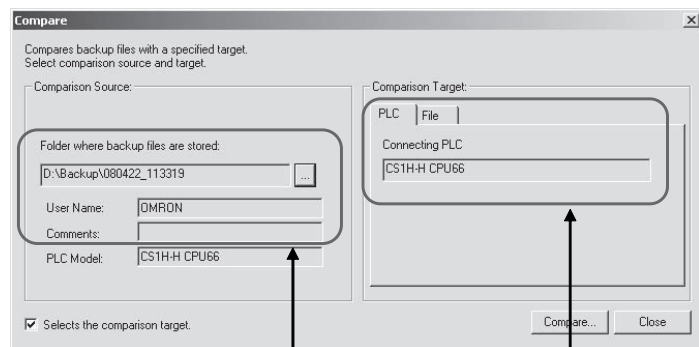 Compare
Compares backup files with a specified target.
Select comparison source and target.
Comparison Source:
Folder where backup files are stored:
D:\Backup\080422_113319
...
User Name:
OMRON
Comments:
PLC Model:
CS1H-H CPU66
Comparison Target:
PLC
File
Connecting PLC
CS1H-H CPU66
Selects the comparison target.
Compare...
Close